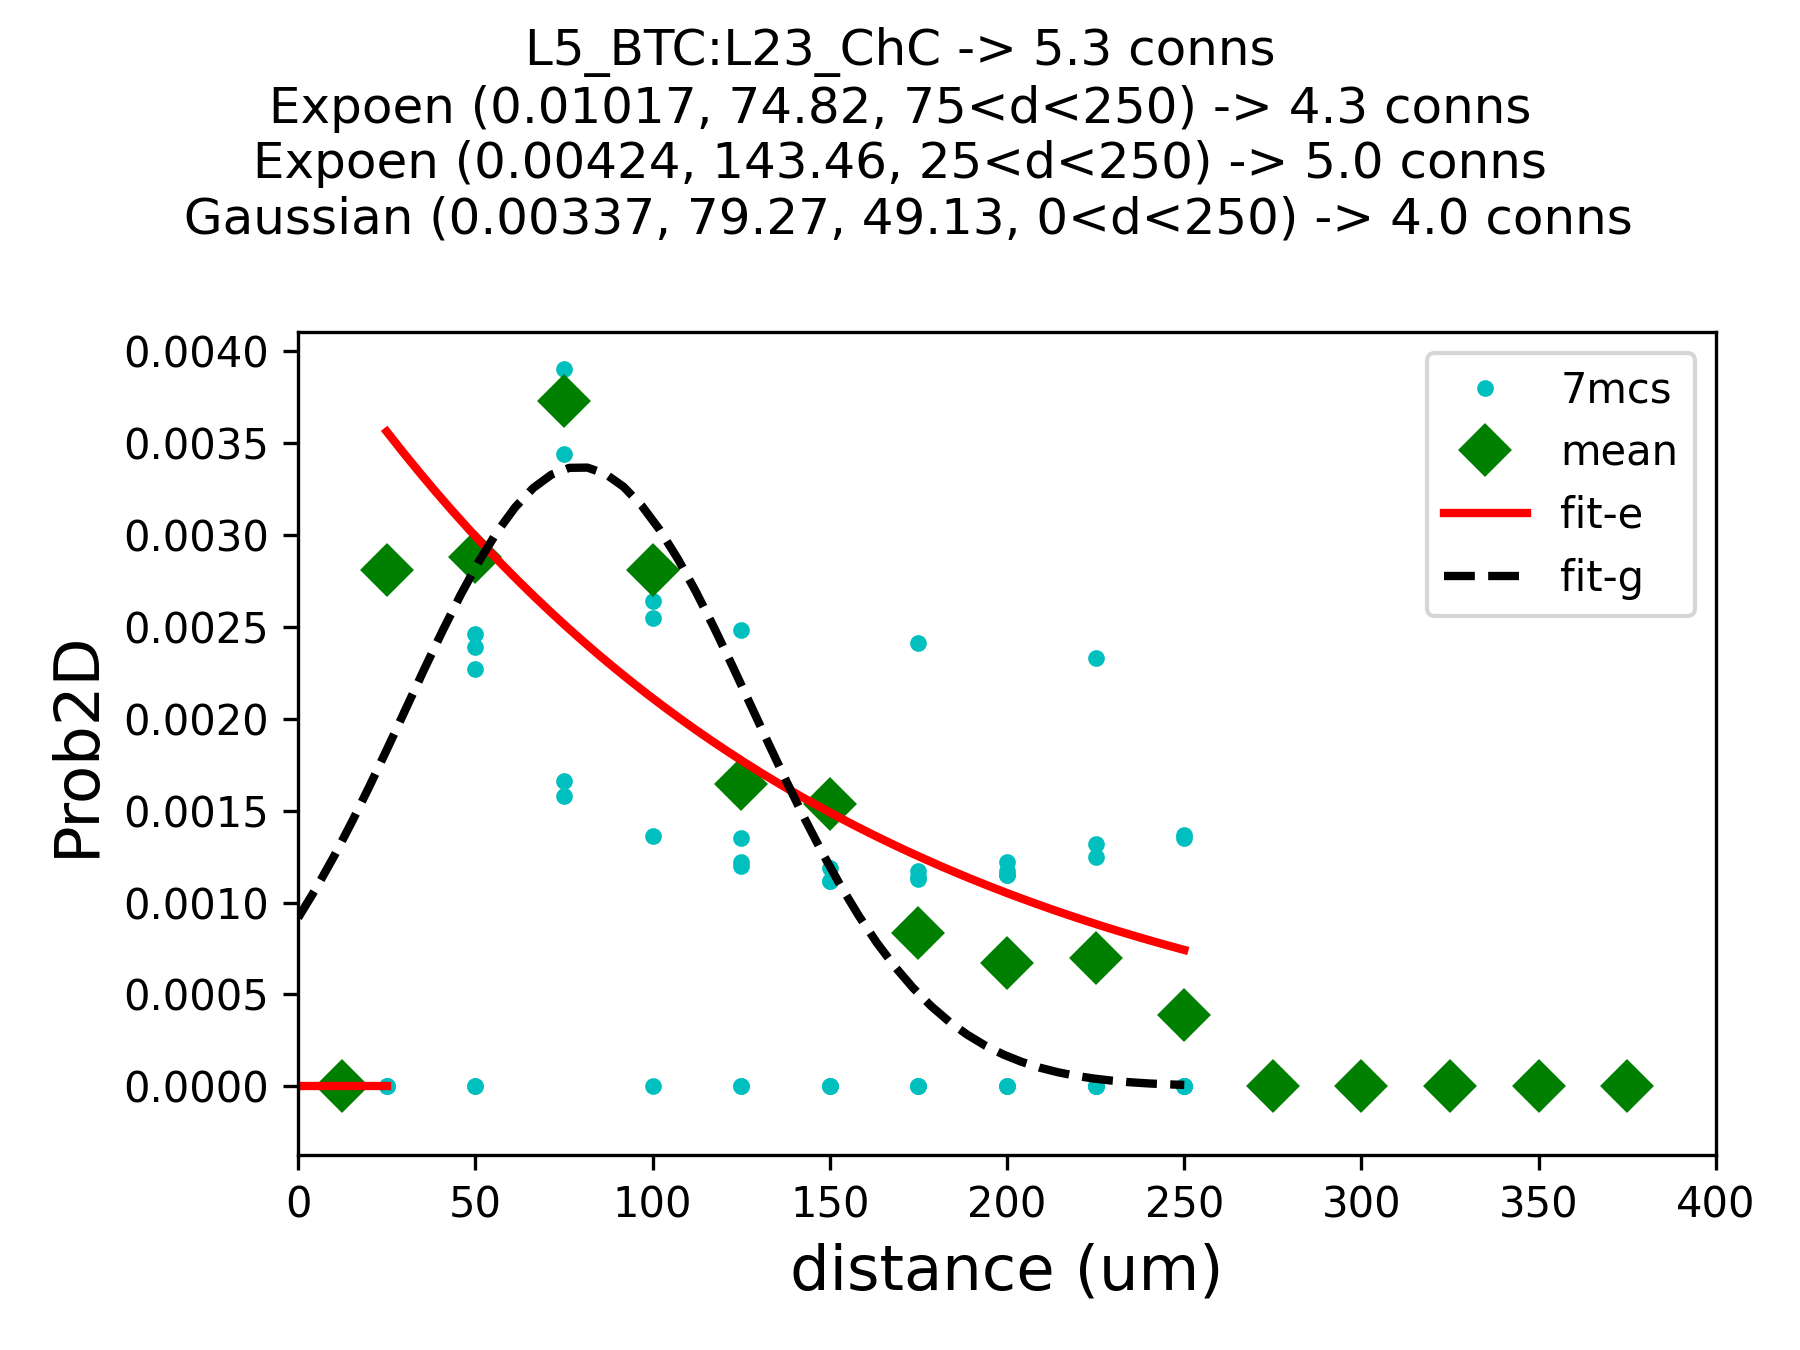 L5_BTC:L23_ChC -> 5.3 conns
Expoen (0.01017, 74.82, 75<d<250) -> 4.3 conns
Expoen (0.00424, 143.46, 25<d<250) -> 5.0 conns
Gaussian (0.00337, 79.27, 49.13, 0<d<250) -> 4.0 conns
0.0040
0.0035
0.0030
0.0025
0.0020
0.0015
0.0010
0.0005
0.0000
Prob2D
7mcs
mean
fit-e
fit-g
0 50 100 150 200 250 300 350 400
distance (um)